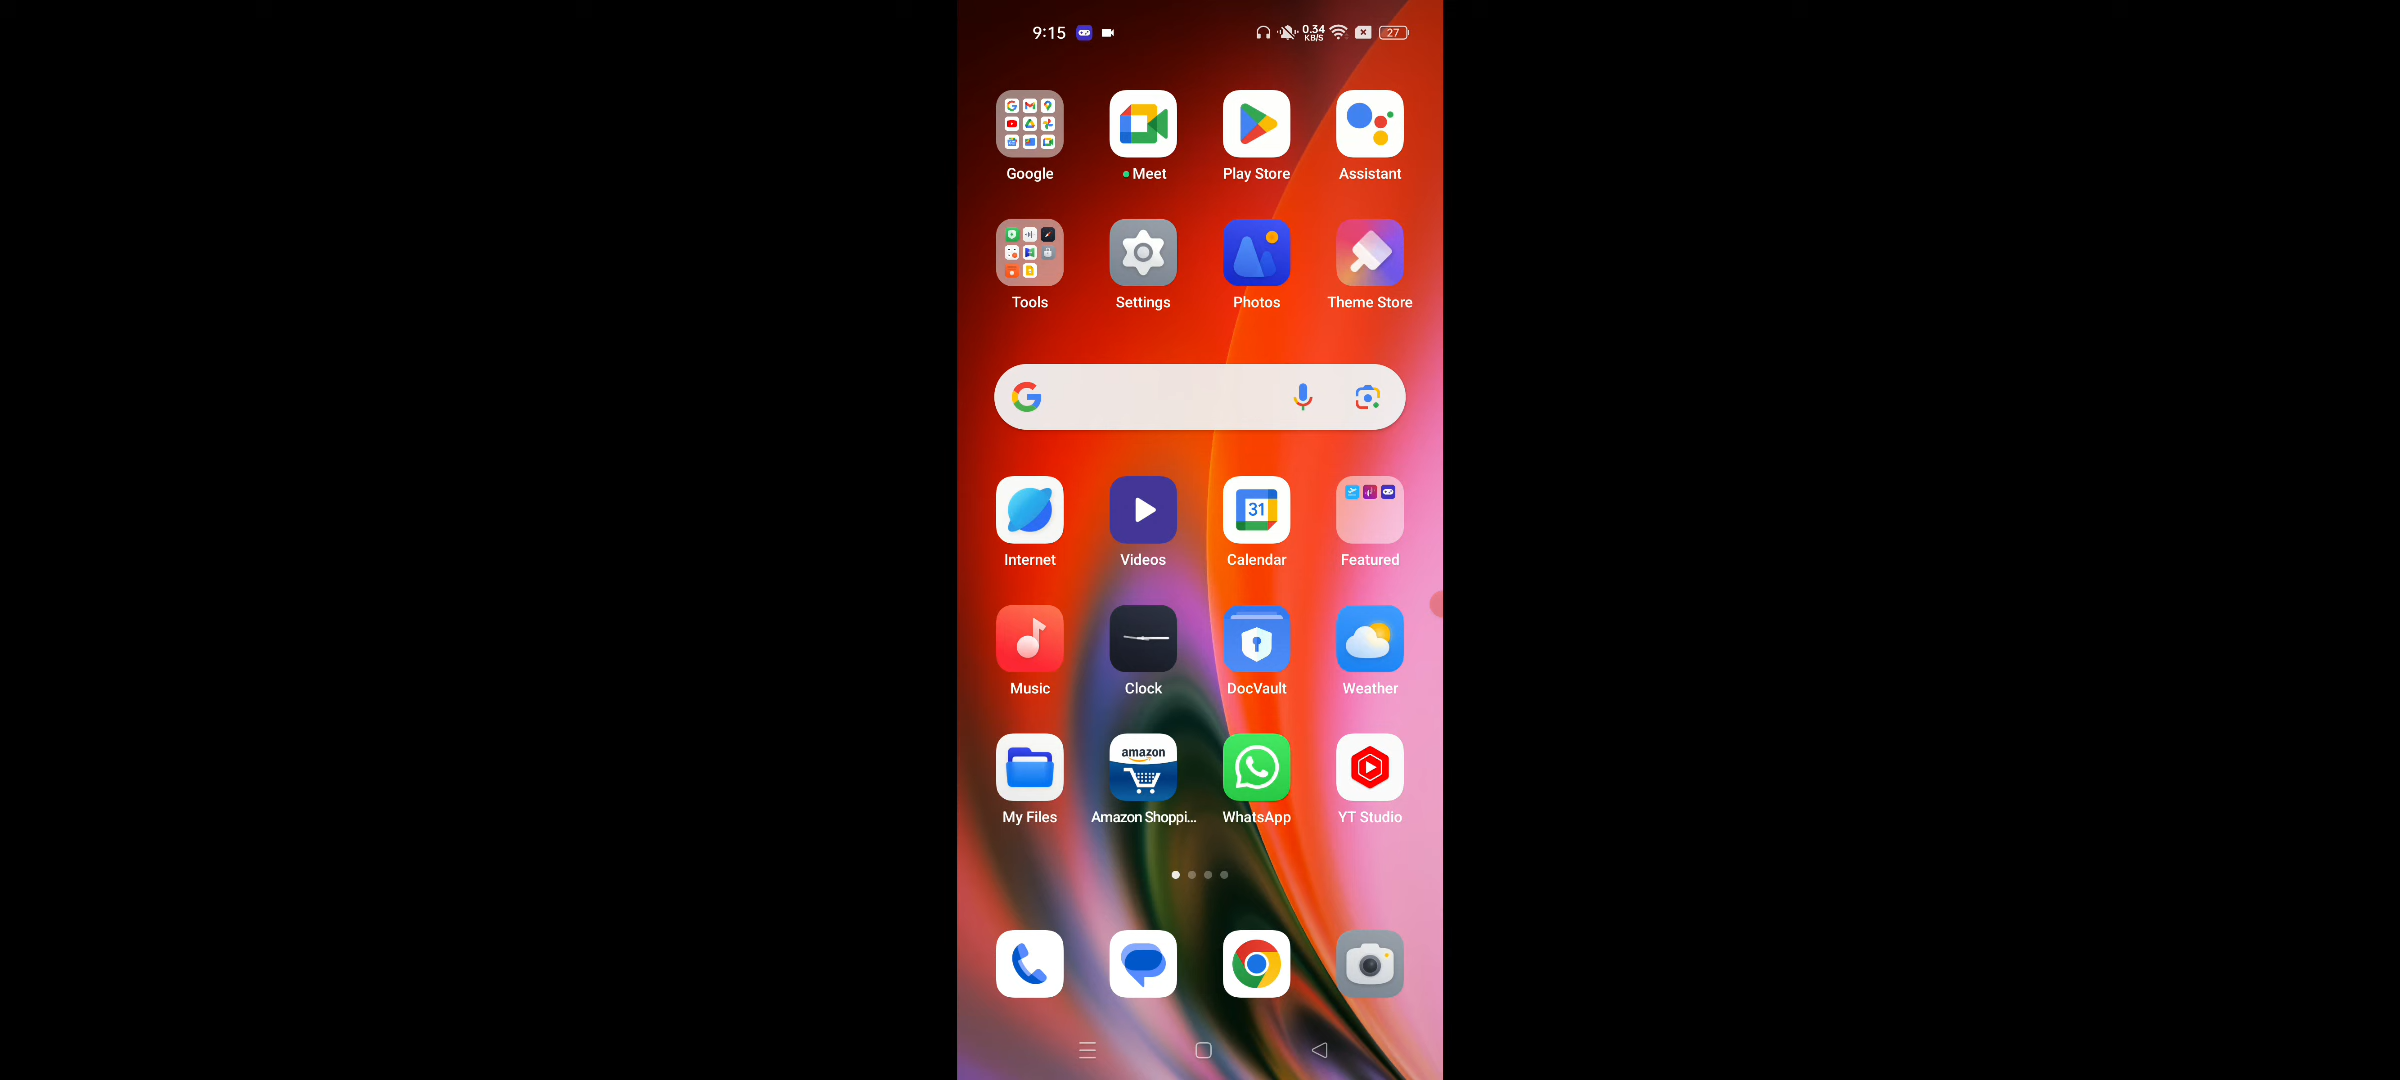 9:15 0.34 KB/S 27
Google Meet Play Store Assistant
Tools Settings Photos Theme Store
31
Internet Videos Calendar Featured
Music Clock DocVault Weather
amazon
My Files Amazon Shoppi... WhatsApp YT Studio